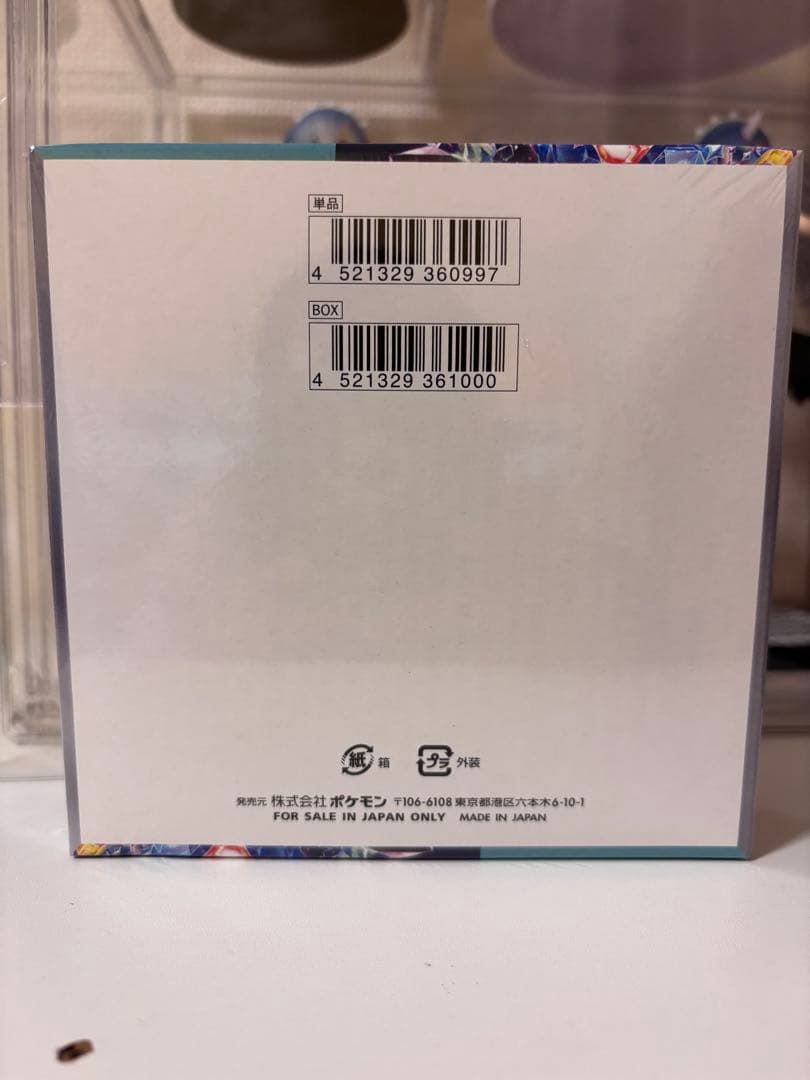 単品
4 521329 360997
BOX
4 521329 361000
紙 箱 プラ 外装
発売元 株式会社 ポケモン 〒106-6108 東京都港区六本木6-10-1
FOR SALE IN JAPAN ONLY MADE IN JAPAN